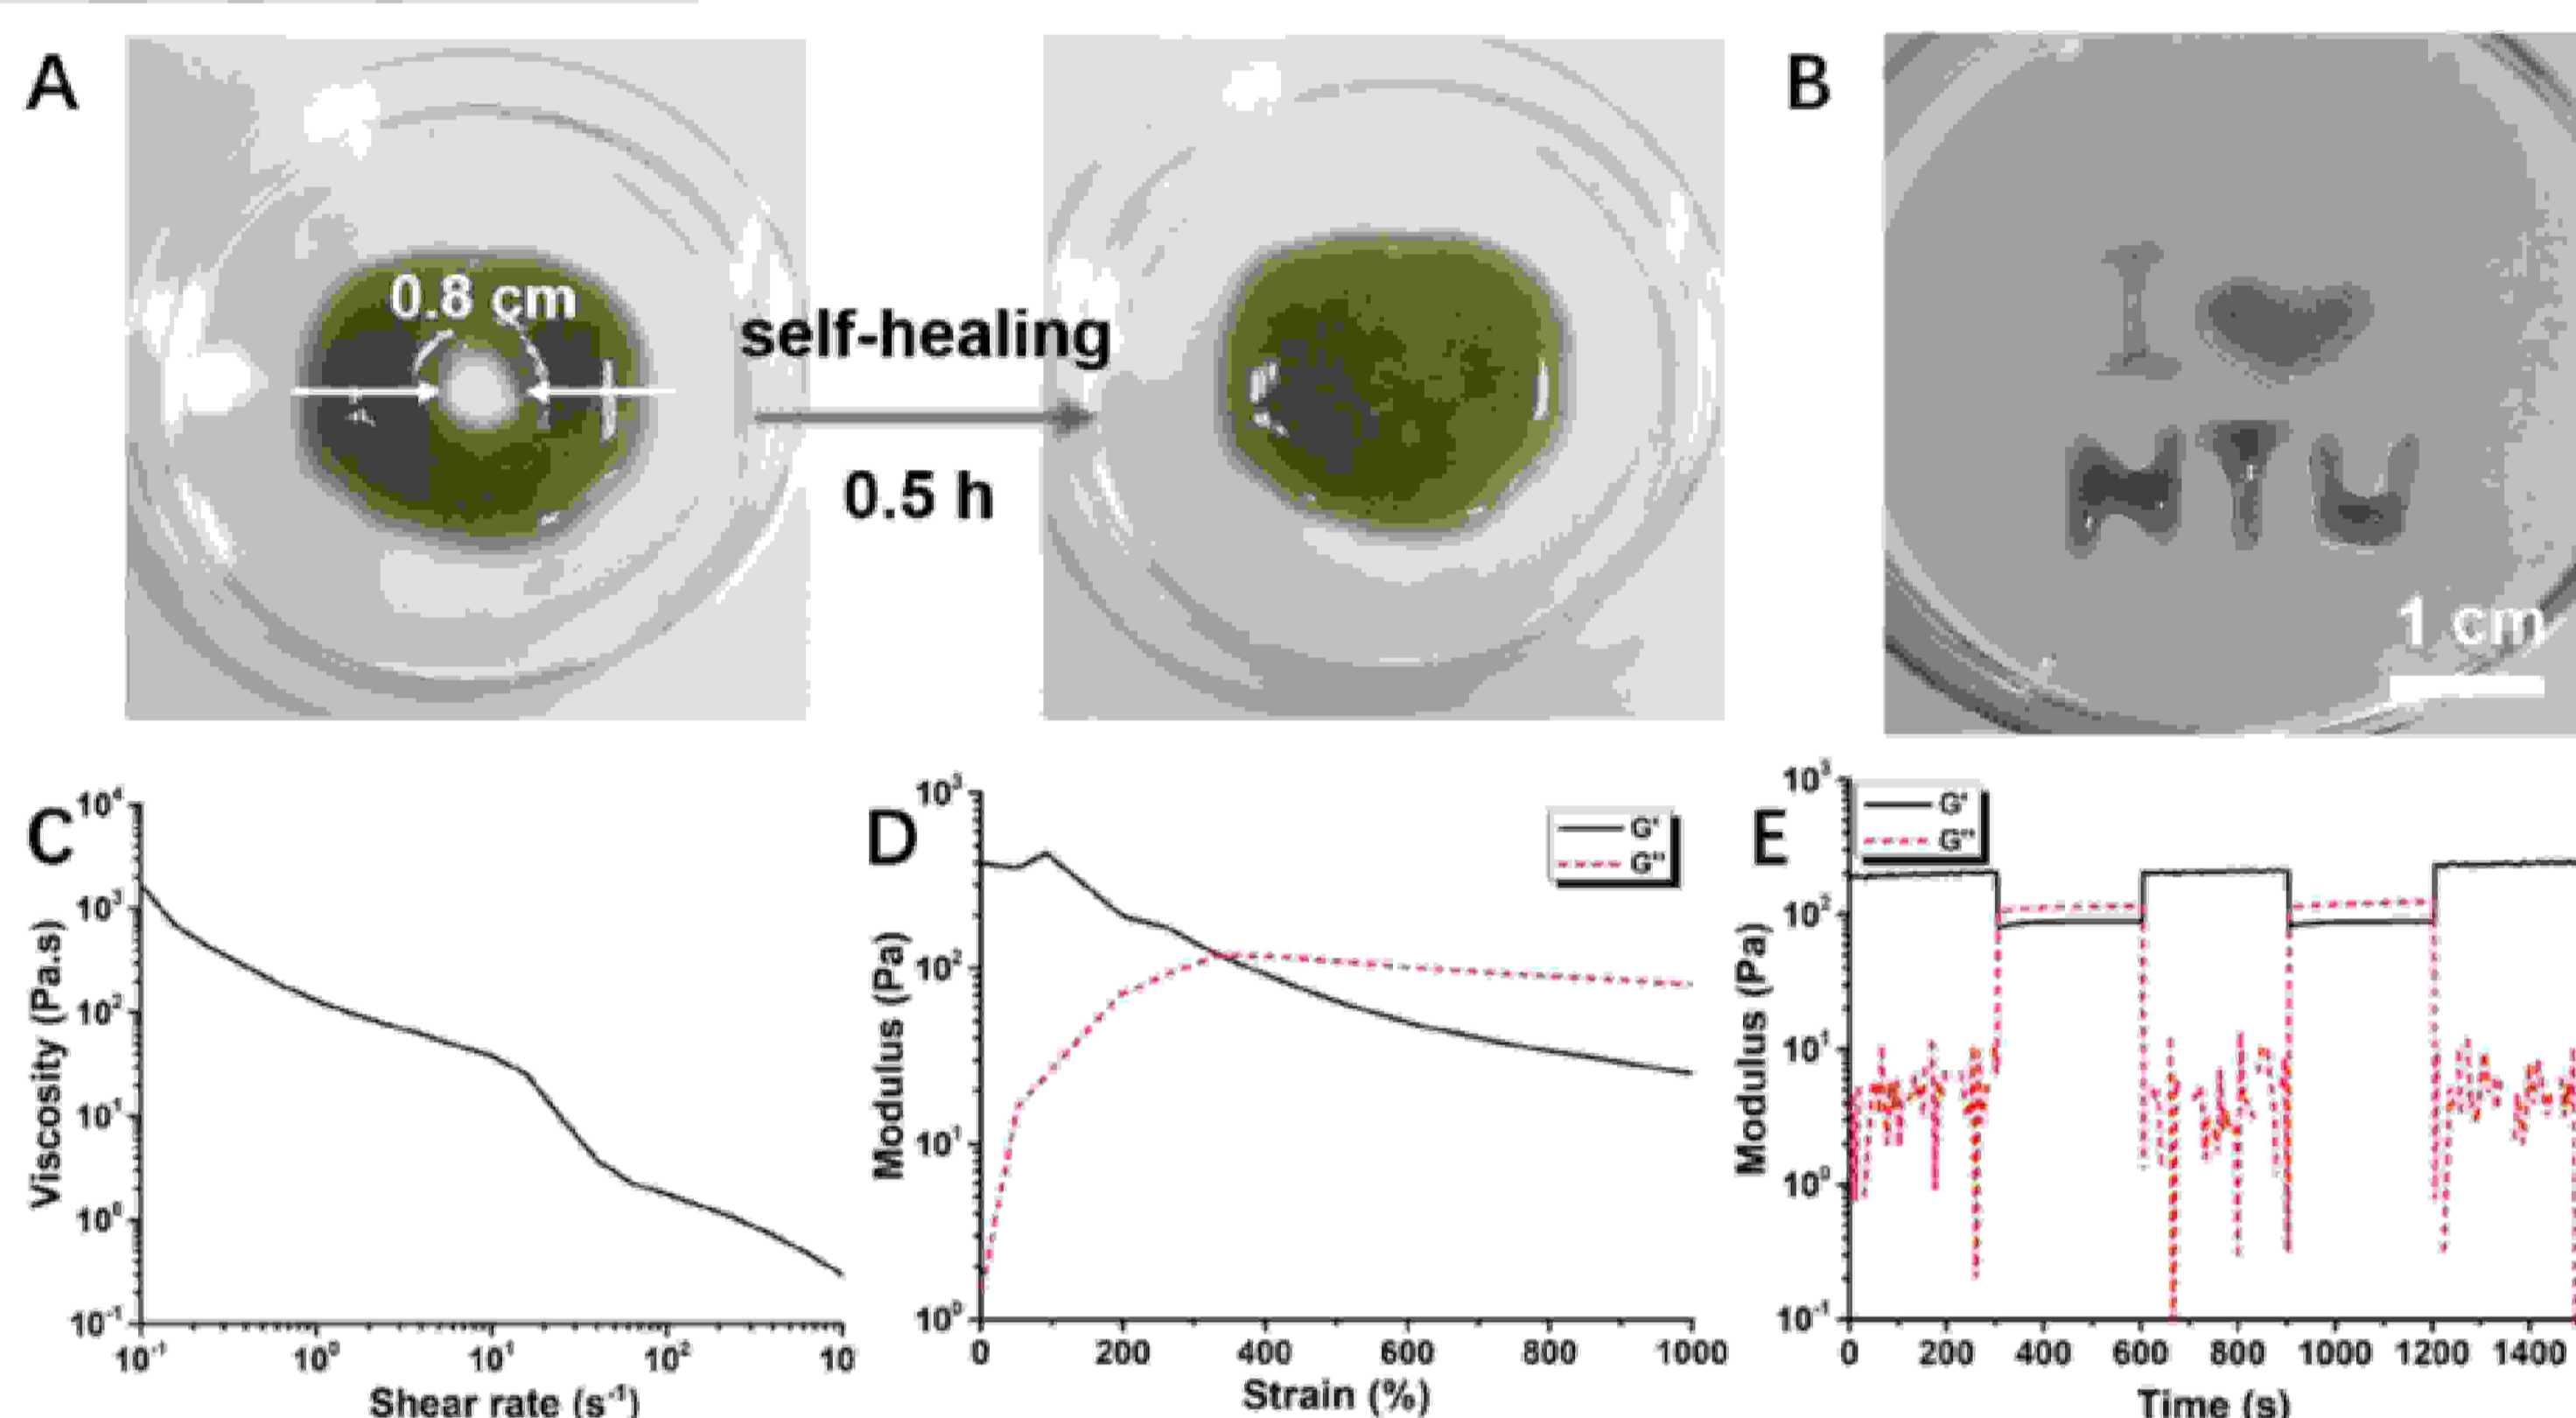 A
0.8 cm
self-healing
0.5 h
B
I
NTU
1 cm
C
10⁴
10³
10²
10¹
10⁰
10⁻¹
Viscosity (Pa.s)
10⁻¹ 10⁰ 10¹ 10² 10
Shear rate (s⁻¹)
D
10³
10²
10¹
10⁰
Modulus (Pa)
G'
G"
0 200 400 600 800 1000
Strain (%)
E
10³
10²
10¹
10⁰
10⁻¹
Modulus (Pa)
G'
G"
0 200 400 600 800 1000 1200 1400
Time (s)